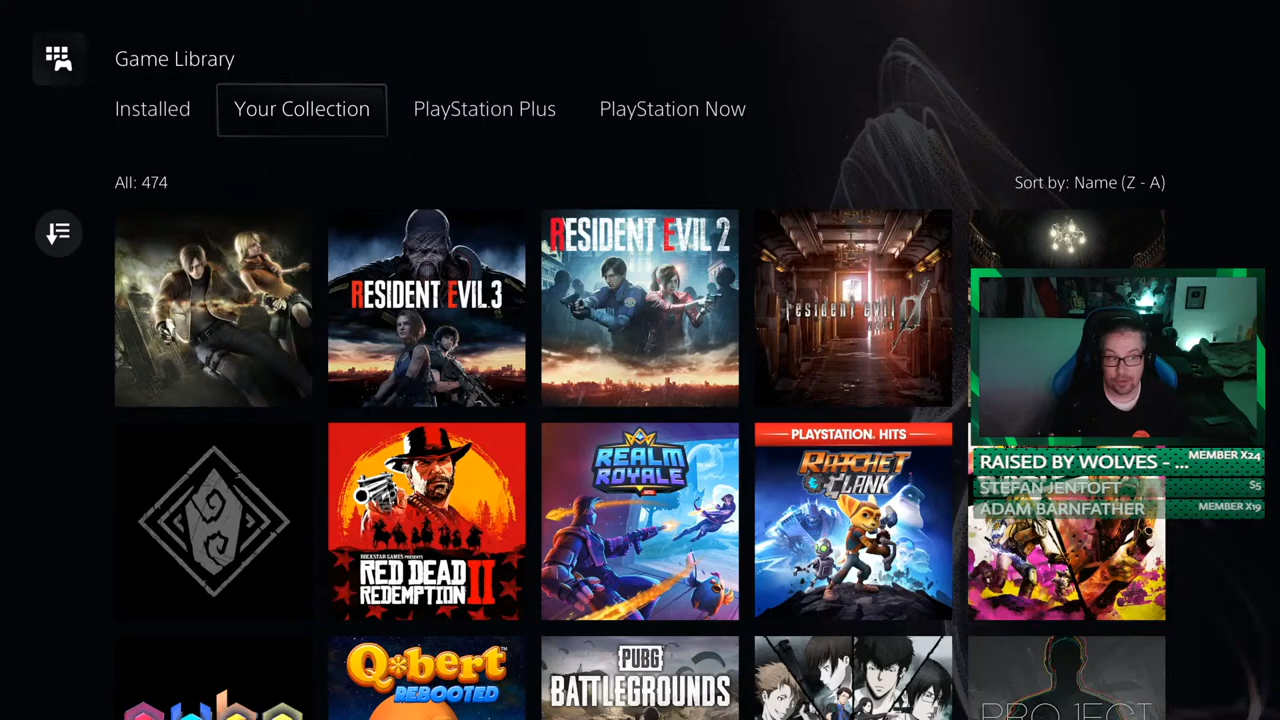 Game Library
Installed
Your Collection
PlayStation Plus
PlayStation Now
All: 474
Sort by: Name (Z - A)
RESIDENT EVIL 3
RESIDENT EVIL 2
resident evil 0
zero
RAISED BY WOLVES - ...
MEMBER X24
STEFAN JENTOFT
$5
ADAM BARNFATHER
MEMBER X19
ROCKSTAR GAMES PRESENTS
RED DEAD
REDEMPTION II
REALM
ROYALE
BETA
PLAYSTATION HITS
RATCHET
CLANK
Q*bert
REBOOTED
PUBG
BATTLEGROUNDS